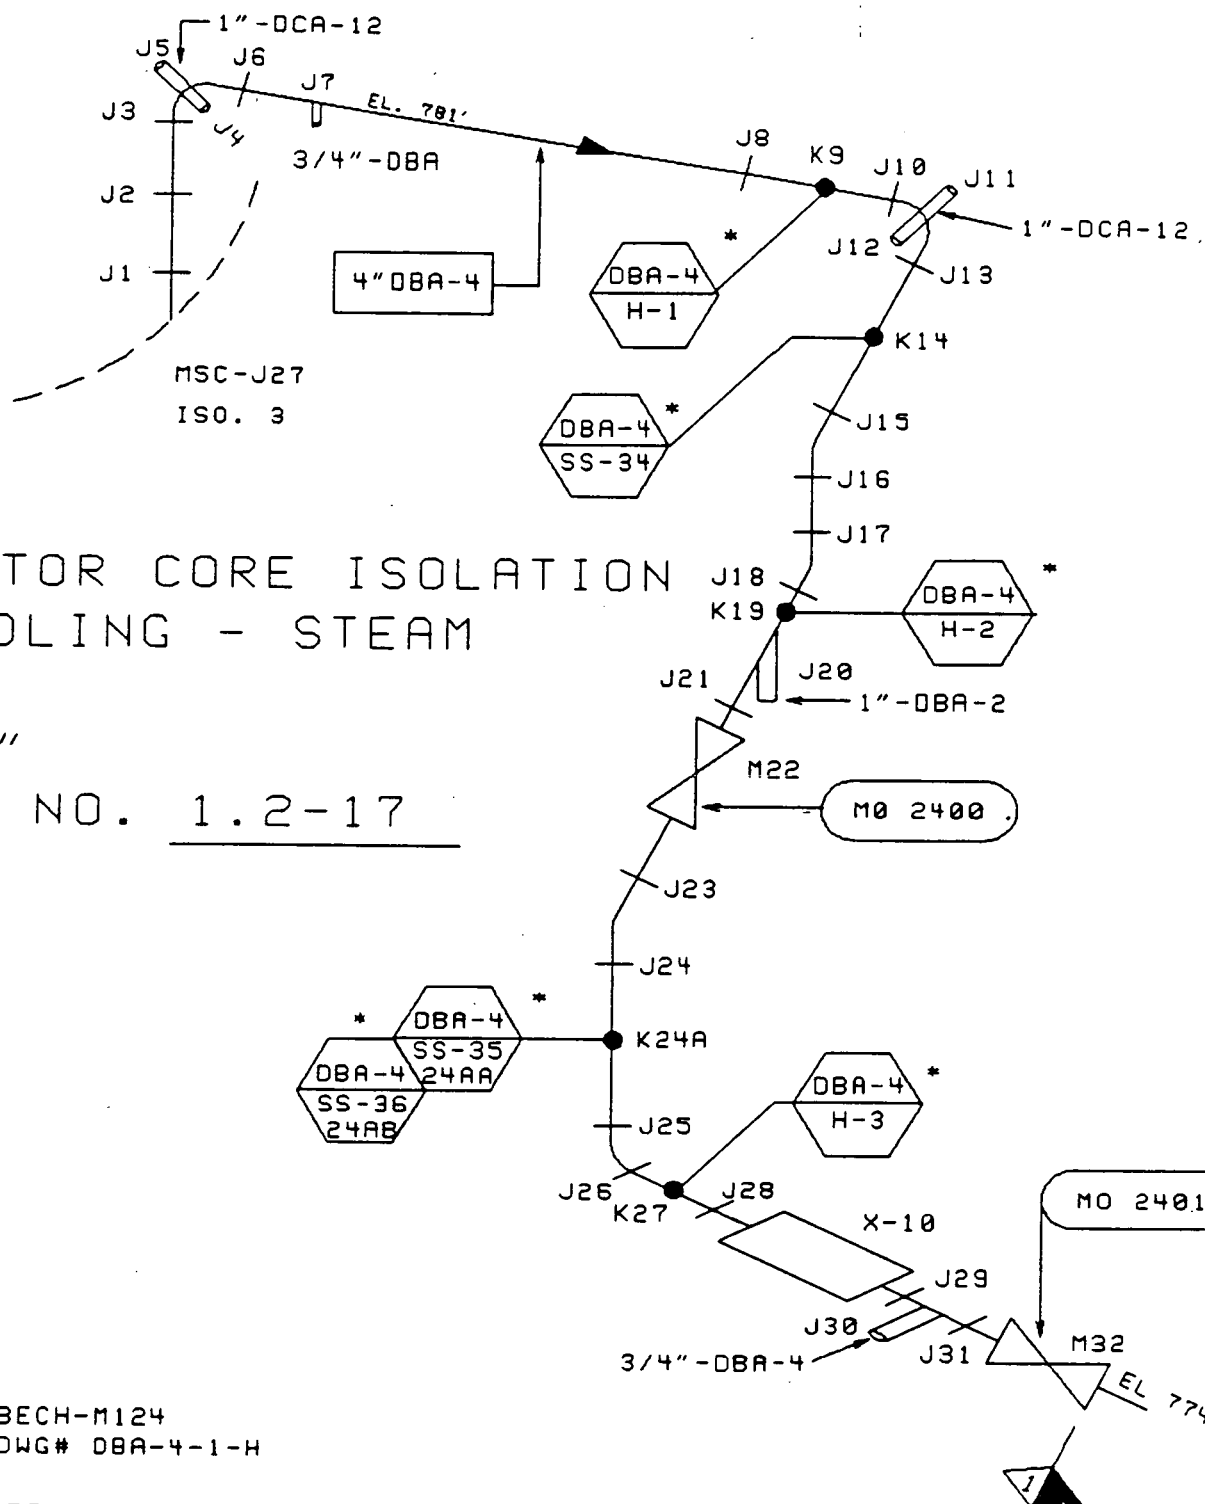 1"-DCA-12
J5
J6
J7
J3
J4
EL. 781'
3/4"-DBA
J8
K9
J10
J11
J2
J12
1"-DCA-12
J1
4"DBA-4
*
DBA-4
H-1
J13
K14
MSC-J27
ISO. 3
*
DBA-4
SS-34
J15
J16
J17
TOR CORE ISOLATION
OLING - STEAM
J18
K19
*
DBA-4
H-2
J20
J21
1"-DBA-2
"
M22
NO. 1.2-17
MO 2400
J23
J24
*
*
DBA-4
SS-35
24AA
K24A
DBA-4
SS-36
24AB
*
DBA-4
H-3
J25
J26
K27
J28
X-10
MO 2401
J29
J30
J31
M32
3/4"-DBA-4
EL 774
BECH-M124
DWG# DBA-4-1-H
1